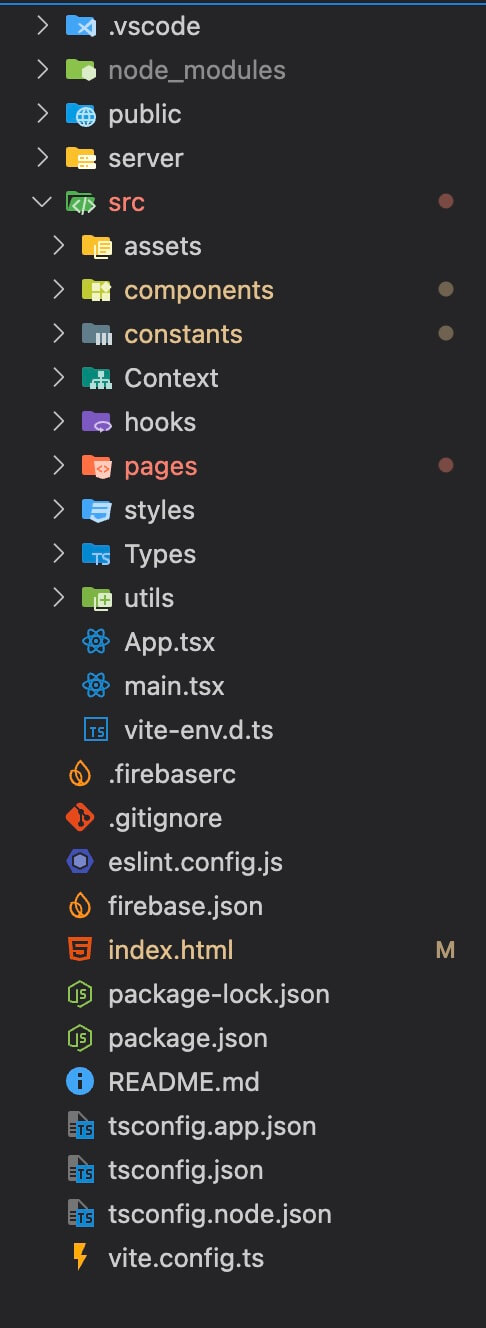 .vscode
node_modules
public
server
src
assets
components
constants
Context
hooks
pages
styles
Types
utils
App.tsx
main.tsx
vite-env.d.ts
.firebaserc
.gitignore
eslint.config.js
firebase.json
index.html M
package-lock.json
package.json
README.md
tsconfig.app.json
tsconfig.json
tsconfig.node.json
vite.config.ts